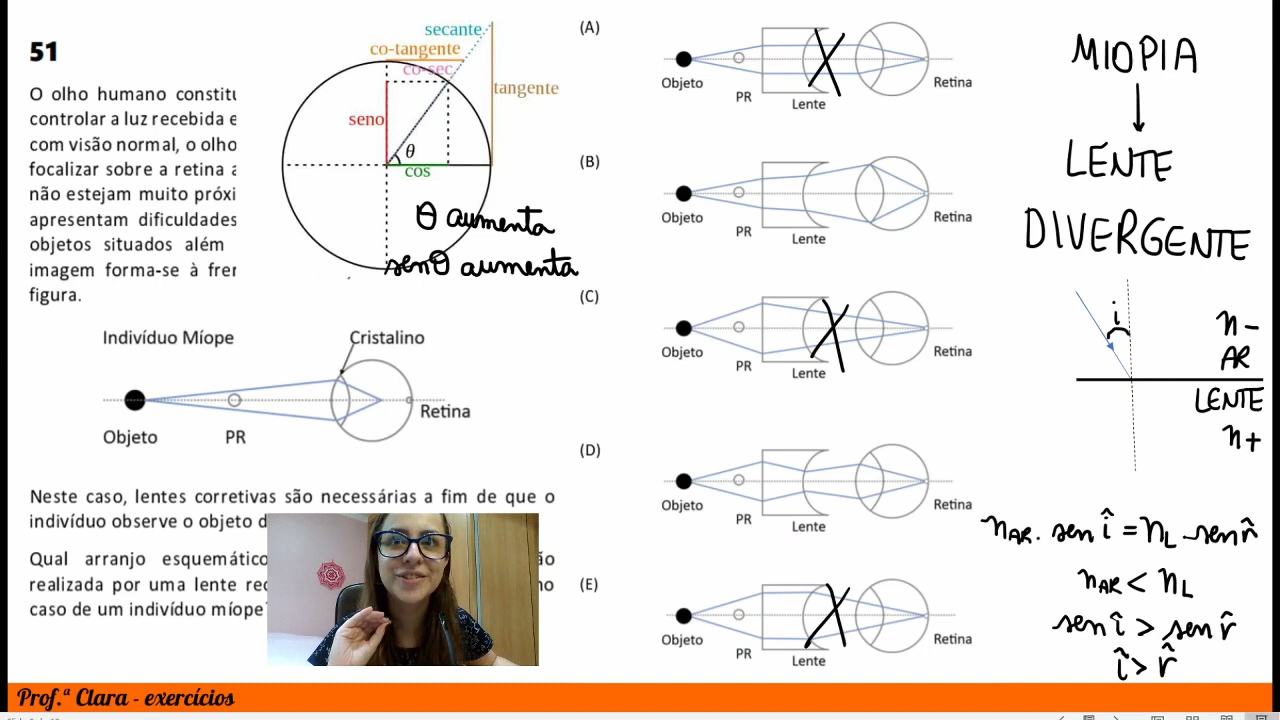 51
O olho humano constitu
controlar a luz recebida e
com visão normal, o olho
focalizar sobre a retina a
não estejam muito próxi
apresentam dificuldades
objetos situados além
imagem forma-se à frer
figura.
secante
co-tangente
co-sec
tangente
seno
θ
cos
θ aumenta
senθ aumenta
Indivíduo Míope
Cristalino
Retina
Objeto
PR
Neste caso, lentes corretivas são necessárias a fim de que o
indivíduo observe o objeto d
Qual arranjo esquemático ão
realizada por uma lente rec no
caso de um indivíduo míope
(A)
Objeto
PR
Lente
Retina
(B)
Objeto
PR
Lente
Retina
(C)
Objeto
PR
Lente
Retina
(D)
Objeto
PR
Lente
Retina
(E)
Objeto
PR
Lente
Retina
MIOPIA
LENTE
DIVERGENTE
i
n -
AR
LENTE
n +
nAR. sen î = nL . sen r̂
nAR < nL
sen î > sen r̂
î > r̂
Prof.ª Clara - exercícios